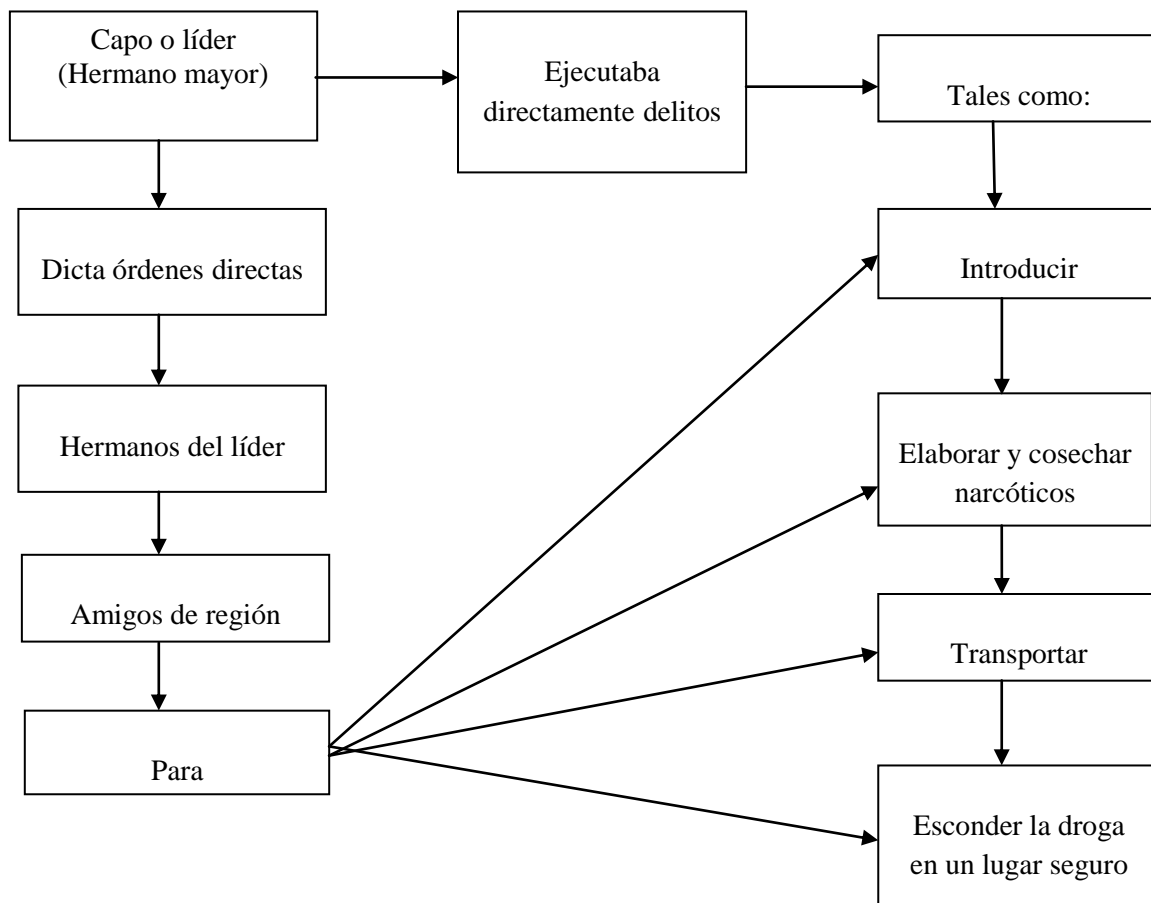 Capo o líder
(Hermano mayor)
Ejecutaba
directamente delitos
Tales como:
Dicta órdenes directas
Introducir
Hermanos del líder
Elaborar y cosechar
narcóticos
Amigos de región
Transportar
Para
Esconder la droga
en un lugar seguro